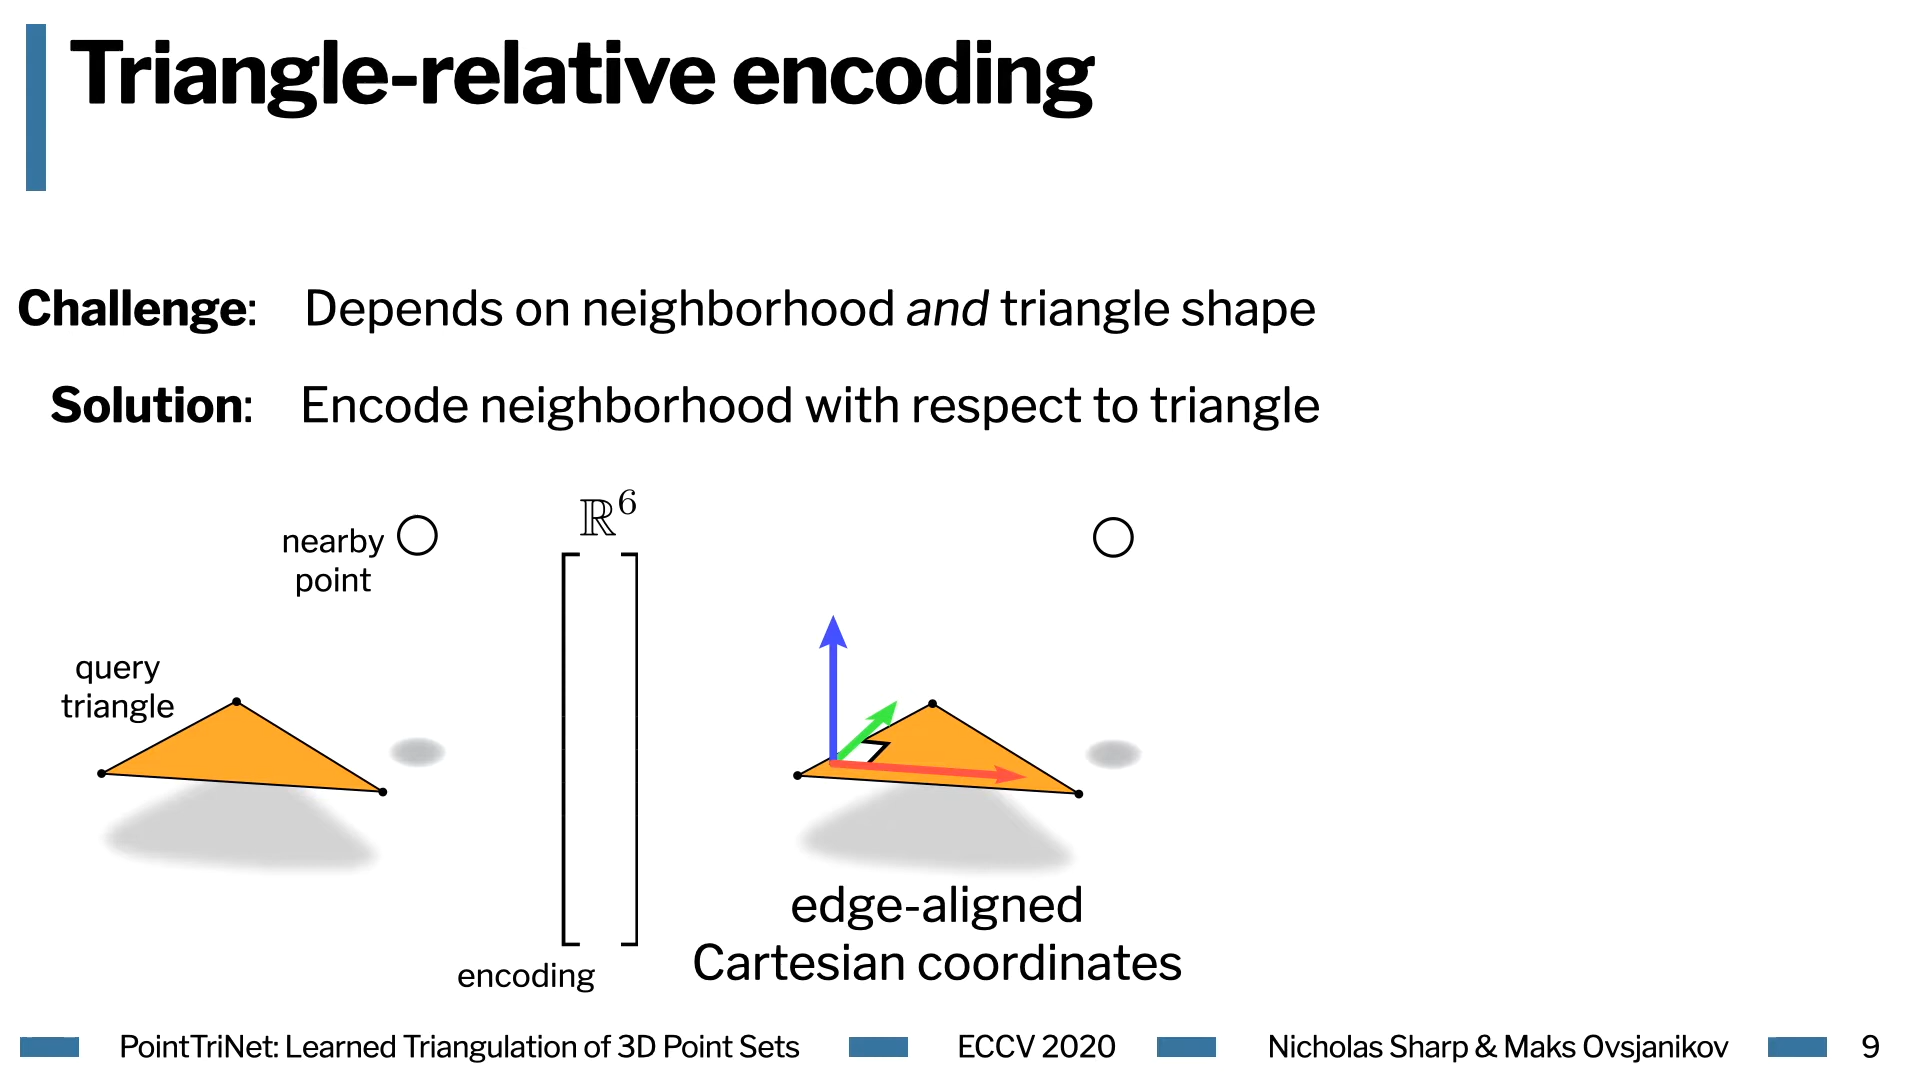 Triangle-relative encoding
Challenge: Depends on neighborhood and triangle shape
Solution: Encode neighborhood with respect to triangle
nearby
point
query
triangle
ℝ⁶
encoding
edge-aligned
Cartesian coordinates
PointTriNet: Learned Triangulation of 3D Point Sets ECCV 2020 Nicholas Sharp & Maks Ovsjanikov 9